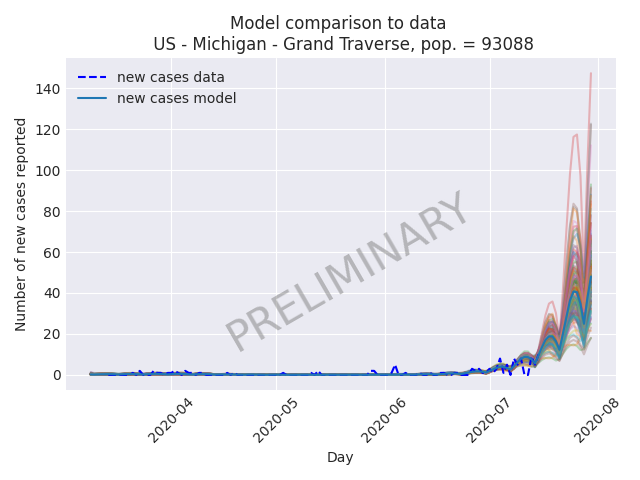 Model comparison to data
US - Michigan - Grand Traverse, pop. = 93088
new cases data
new cases model
PRELIMINARY
Number of new cases reported
140
120
100
80
60
40
20
0
2020-04
2020-05
2020-06
2020-07
2020-08
Day